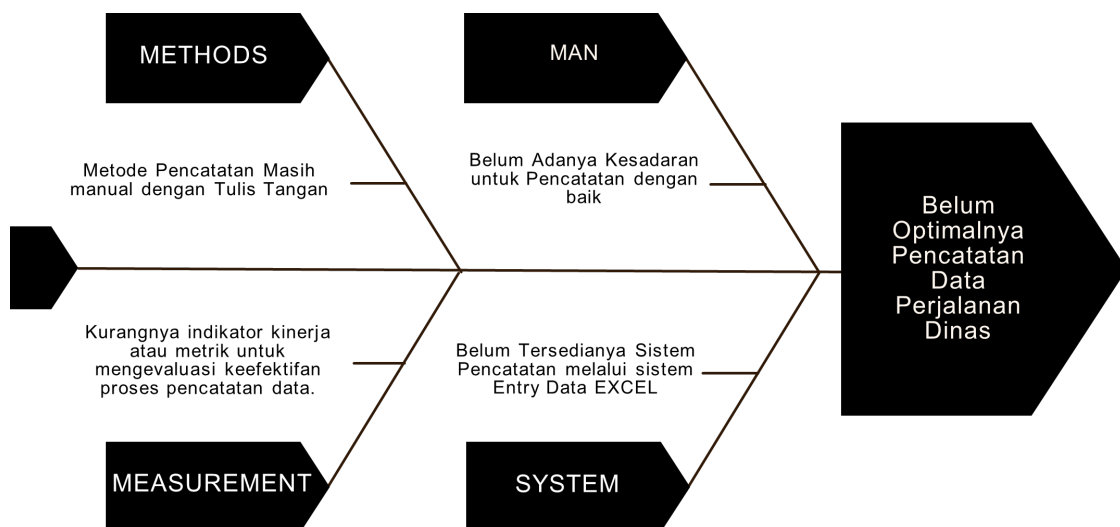 METHODS
MAN
Metode Pencatatan Masih
manual dengan Tulis Tangan
Belum Adanya Kesadaran
untuk Pencatatan dengan
baik
Belum
Optimalnya
Pencatatan
Data
Perjalanan
Dinas
Kurangnya indikator kinerja
atau metrik untuk
mengevaluasi keefektifan
proses pencatatan data.
Belum Tersedianya Sistem
Pencatatan melalui sistem
Entry Data EXCEL
MEASUREMENT
SYSTEM